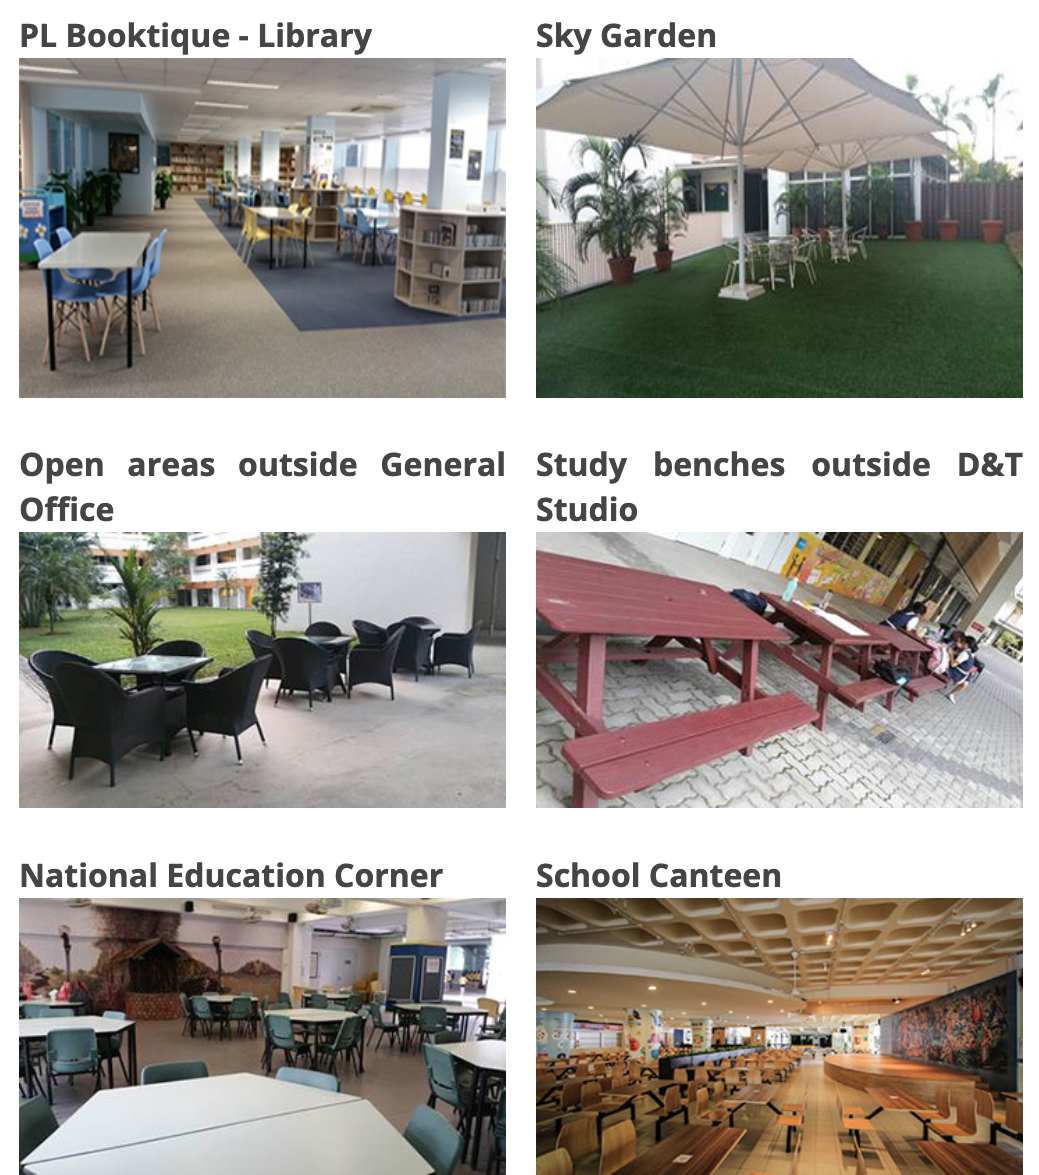 PL Booktique - Library
Sky Garden
Open areas outside General
Office
Study benches outside D&T
Studio
National Education Corner
School Canteen